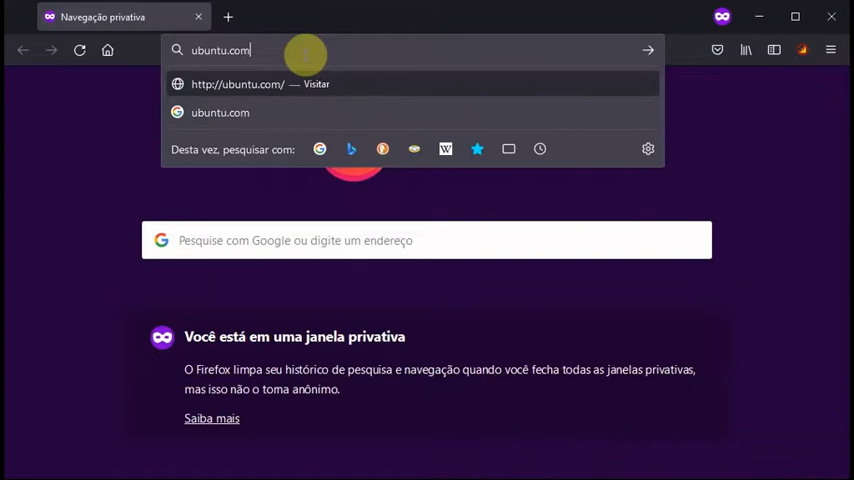 Navegação privativa
ubuntu.com
http://ubuntu.com/ — Visitar
ubuntu.com
Desta vez, pesquisar com:
W
Pesquise com Google ou digite um endereço
Você está em uma janela privativa
O Firefox limpa seu histórico de pesquisa e navegação quando você fecha todas as janelas privativas,
mas isso não o torna anônimo.
Saiba mais